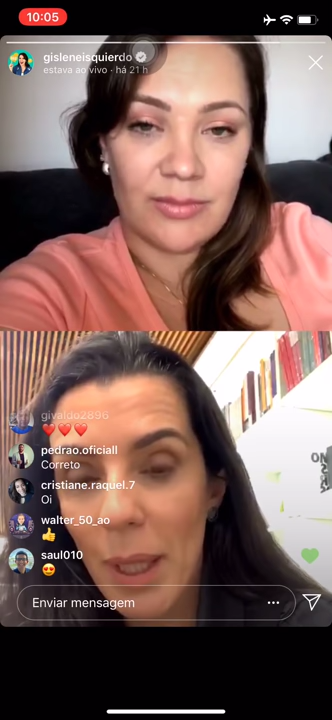 10:05
gisleneisquierdo
estava ao vivo · há 21 h
givaldo2896
❤️❤️❤️
pedrao.oficiall
Correto
cristiane.raquel.7
Oi
walter_50_ao
👍
saul010
😍
Enviar mensagem